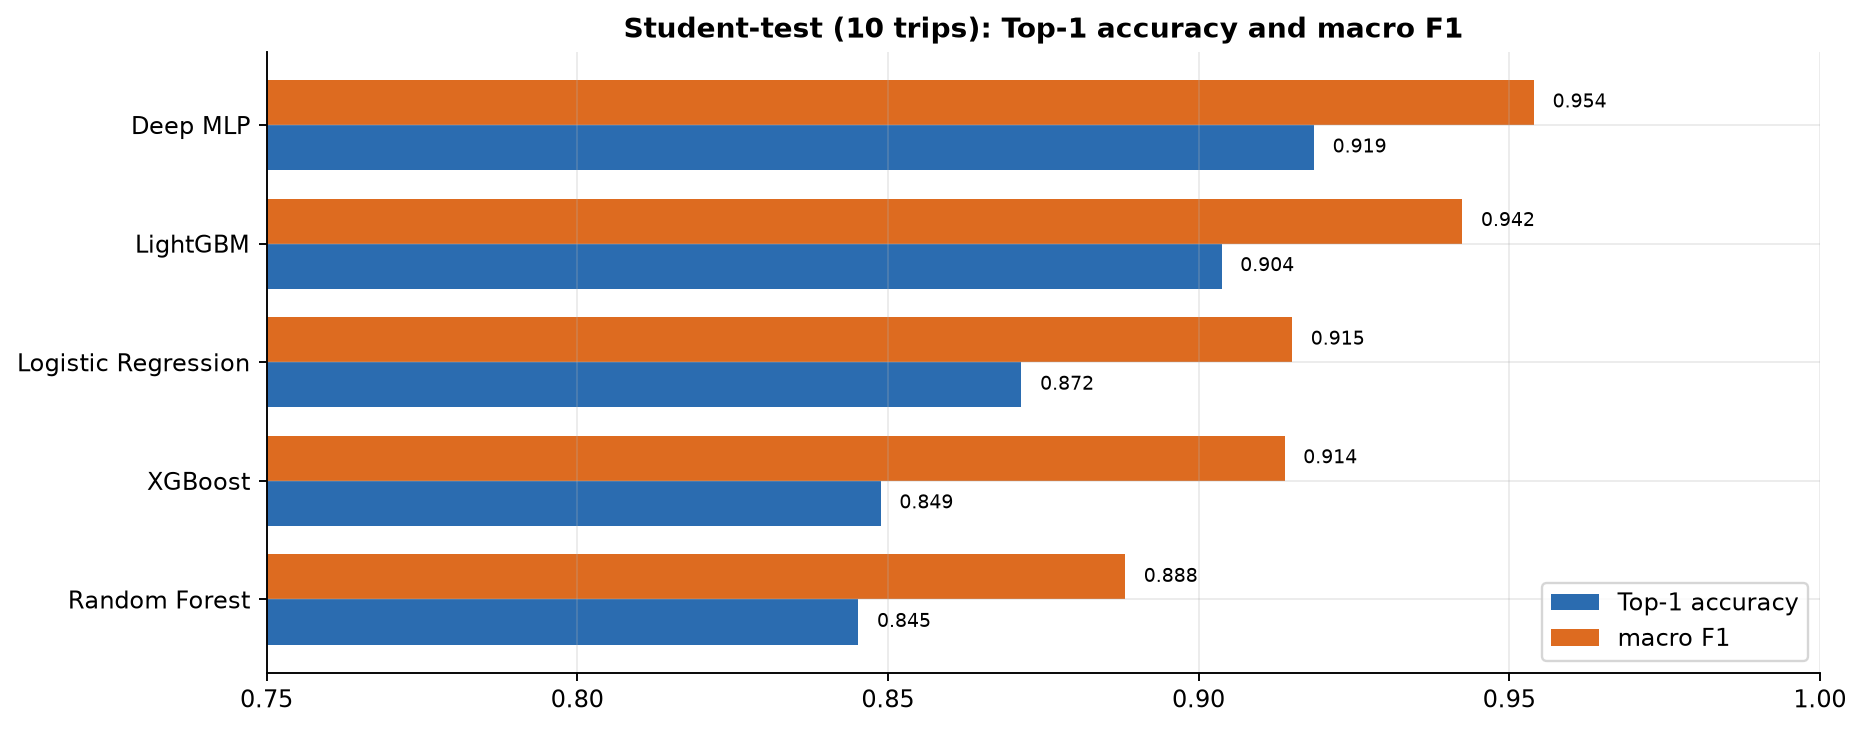 Student-test (10 trips): Top-1 accuracy and macro F1
Deep MLP
0.954
0.919
LightGBM
0.942
0.904
Logistic Regression
0.915
0.872
XGBoost
0.914
0.849
Random Forest
0.888
0.845
Top-1 accuracy
macro F1
0.75 0.80 0.85 0.90 0.95 1.00